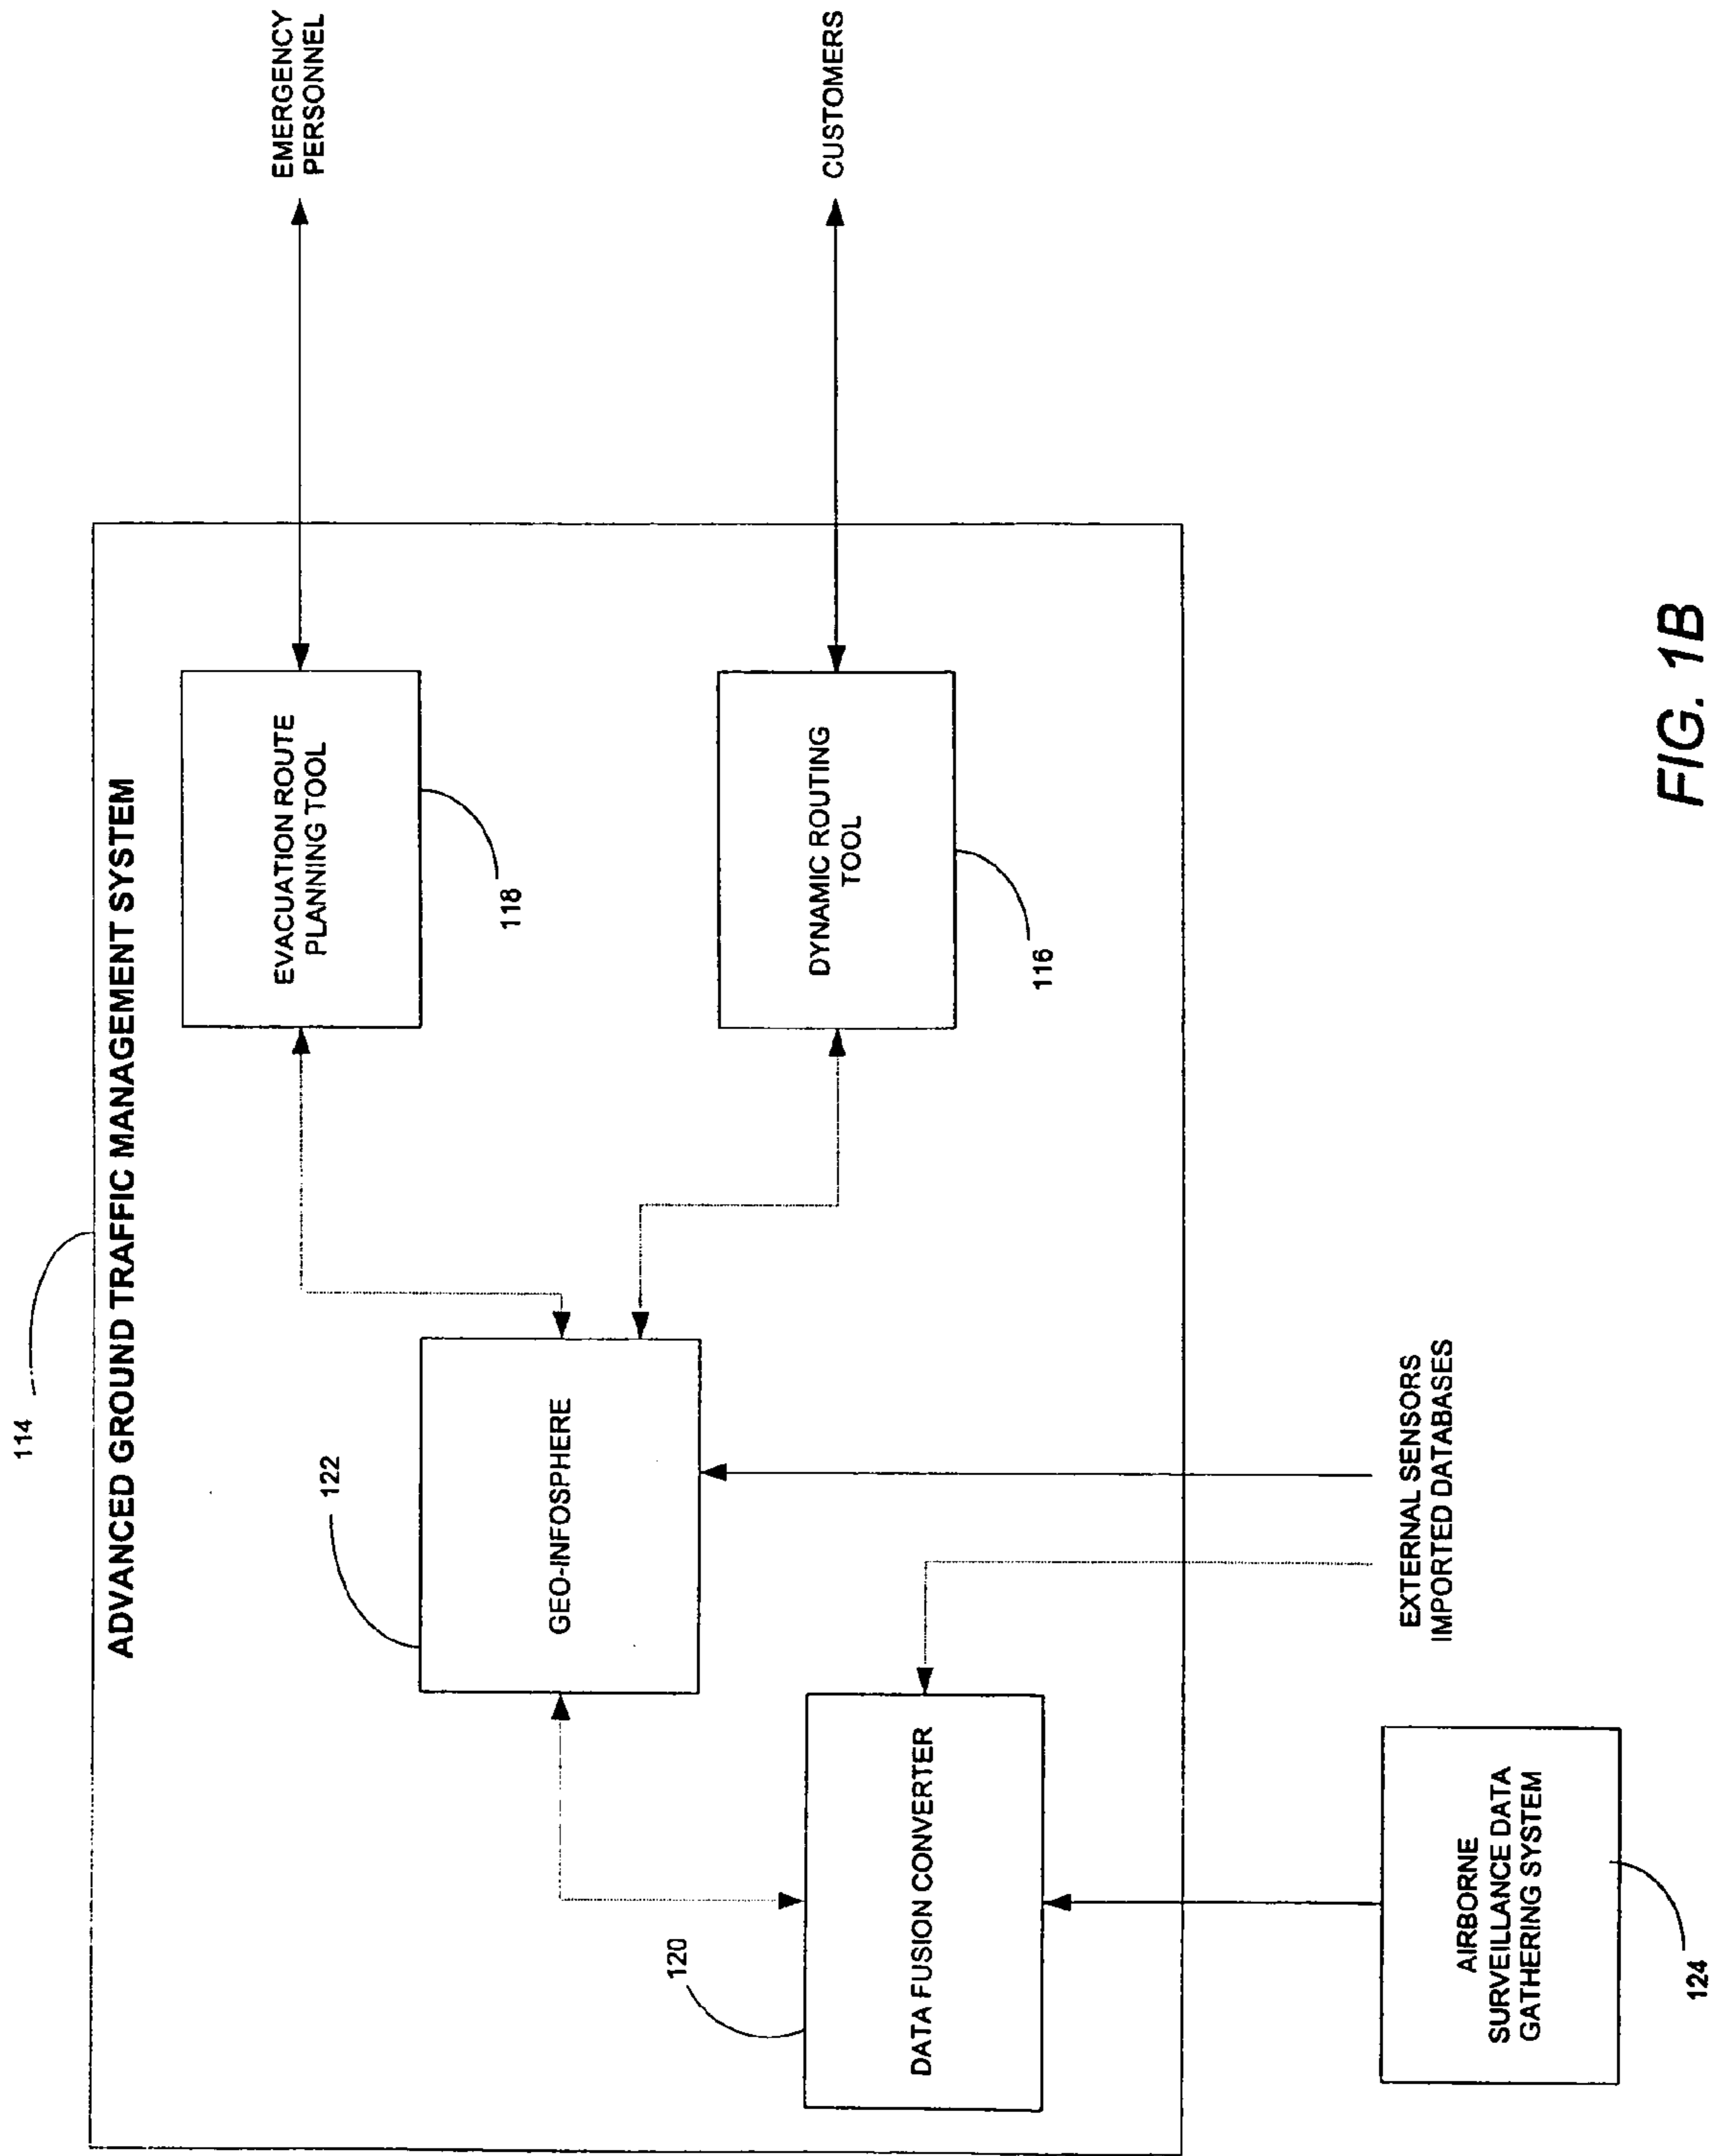 114
ADVANCED GROUND TRAFFIC MANAGEMENT SYSTEM
EVACUATION ROUTE
PLANNING TOOL
118
EMERGENCY
PERSONNEL
122
GEO-INFOSPHERE
120
DATA FUSION CONVERTER
DYNAMIC ROUTING
TOOL
116
CUSTOMERS
AIRBORNE
SURVEILLANCE DATA
GATHERING SYSTEM
124
EXTERNAL SENSORS
IMPORTED DATABASES
FIG. 1B